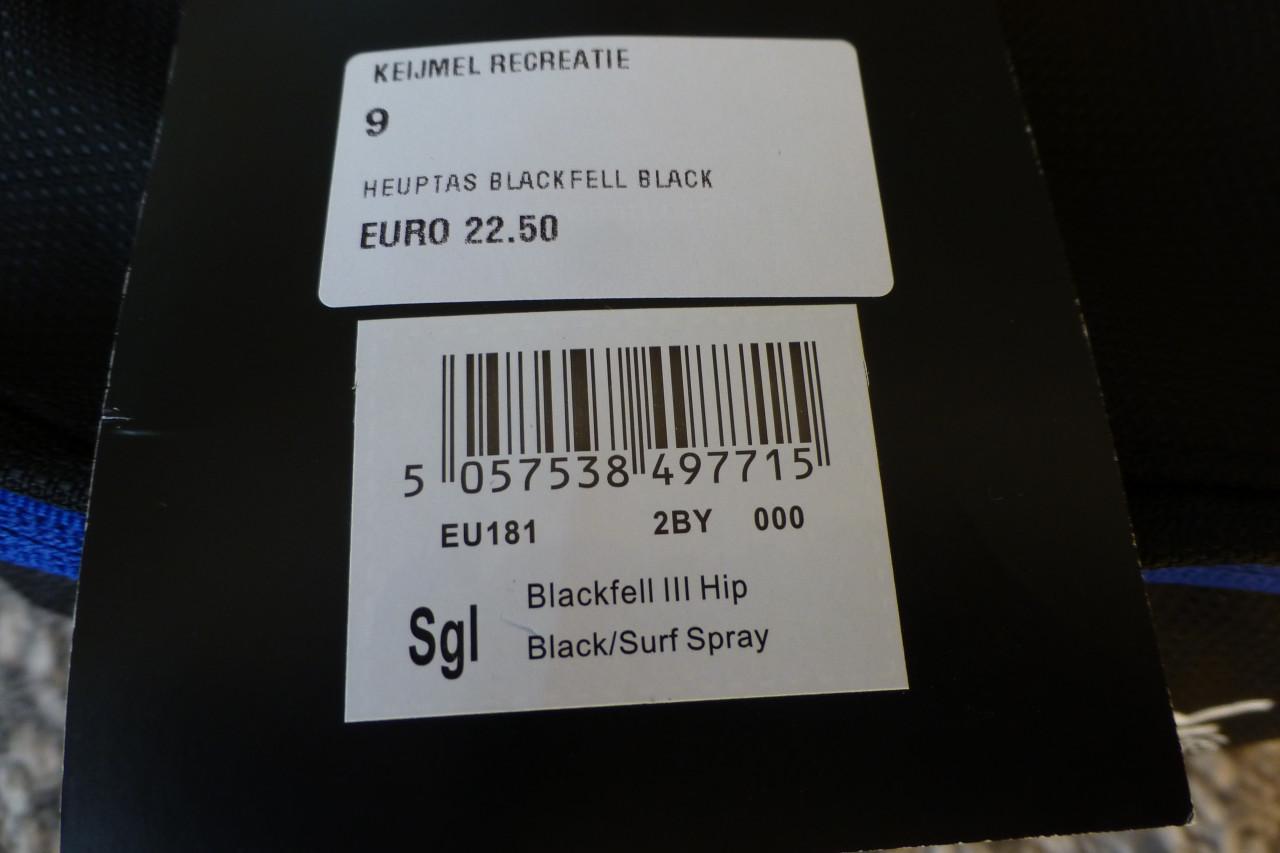 KEIJMEL RECREATIE
9
HEUPTAS BLACKFELL BLACK
EURO 22.50
5 057538 497715
EU181 2BY 000
Sgl
Blackfell III Hip
Black/Surf Spray